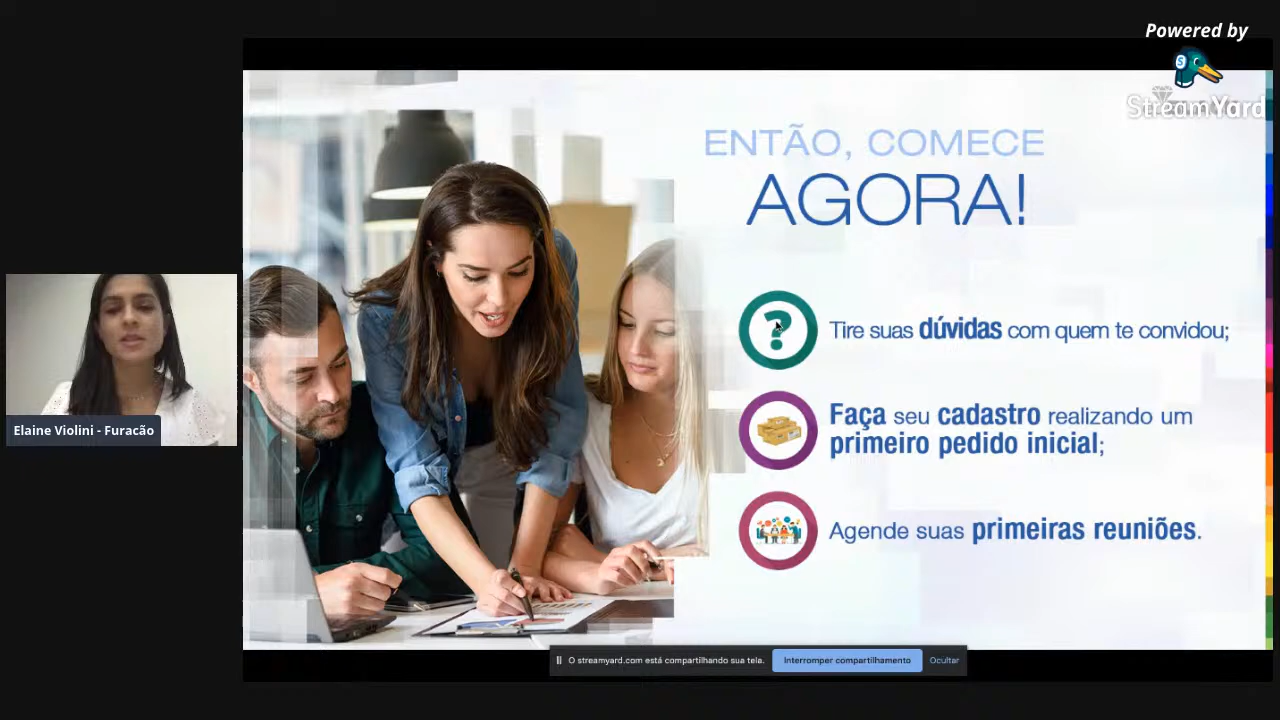 Powered by
StreamYard
ENTÃO, COMECE
AGORA!
Tire suas dúvidas com quem te convidou;
Faça seu cadastro realizando um
primeiro pedido inicial;
Agende suas primeiras reuniões.
Elaine Violini - Furacão
O streamyard.com está compartilhando sua tela.
Interromper compartilhamento
Ocultar